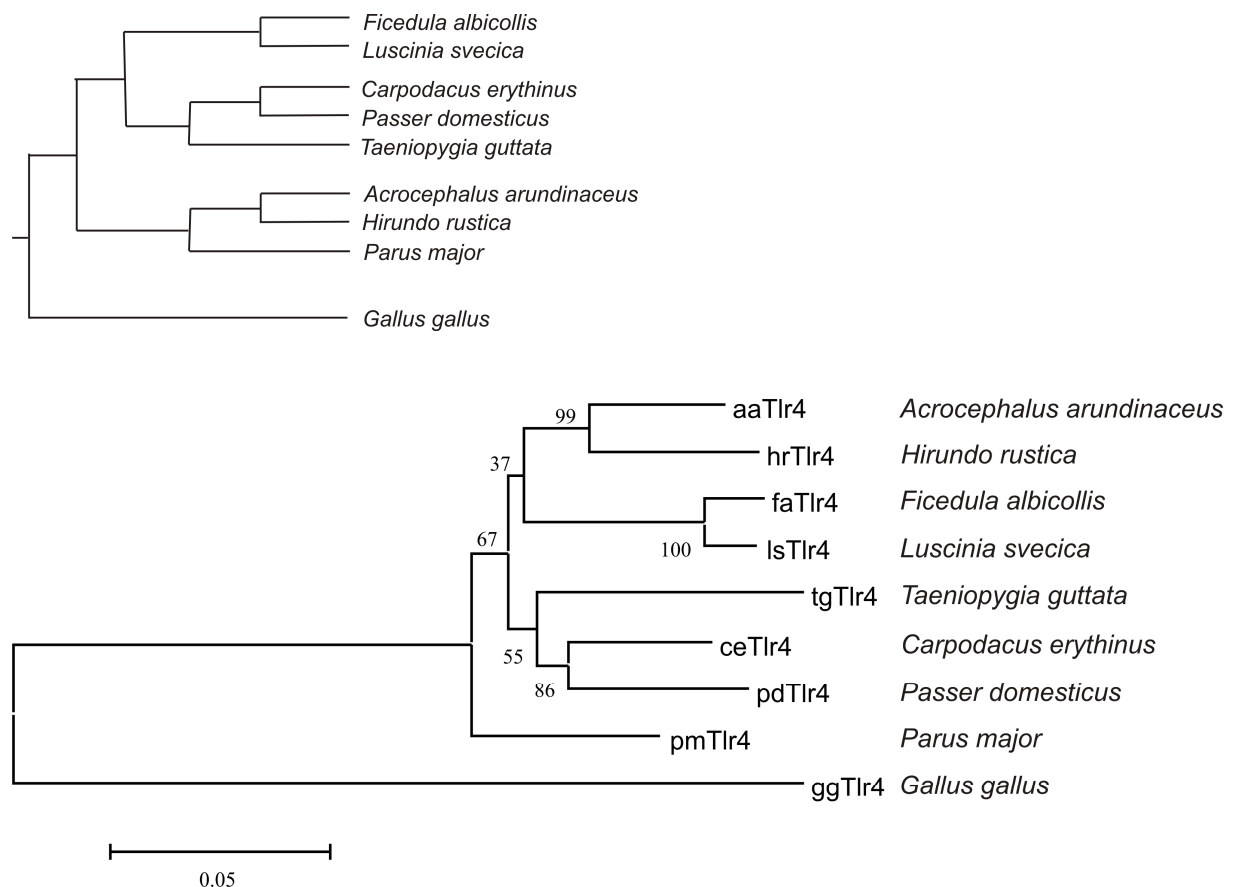 Ficedula albicollis
Luscinia svecica
Carpodacus erythinus
Passer domesticus
Taeniopygia guttata
Acrocephalus arundinaceus
Hirundo rustica
Parus major
Gallus gallus
99
aaTlr4 Acrocephalus arundinaceus
37
hrTlr4 Hirundo rustica
faTlr4 Ficedula albicollis
67
100
lsTlr4 Luscinia svecica
tgTlr4 Taeniopygia guttata
55
ceTlr4 Carpodacus erythinus
86
pdTlr4 Passer domesticus
pmTlr4 Parus major
ggTlr4 Gallus gallus
0.05